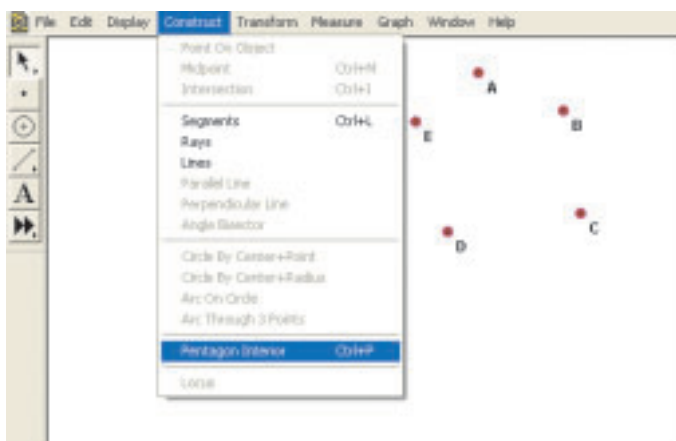 File Edit Display Construct Transform Measure Graph Window Help
Point On Object
Midpoint Ctrl+M
Intersection Ctrl+I
Segments Ctrl+L
Rays
Lines
Parallel Line
Perpendicular Line
Angle Bisector
Circle By Center+Point
Circle By Center+Radius
Arc On Circle
Arc Through 3 Points
Pentagon Interior Ctrl+P
Locus
A
A
B
E
C
D